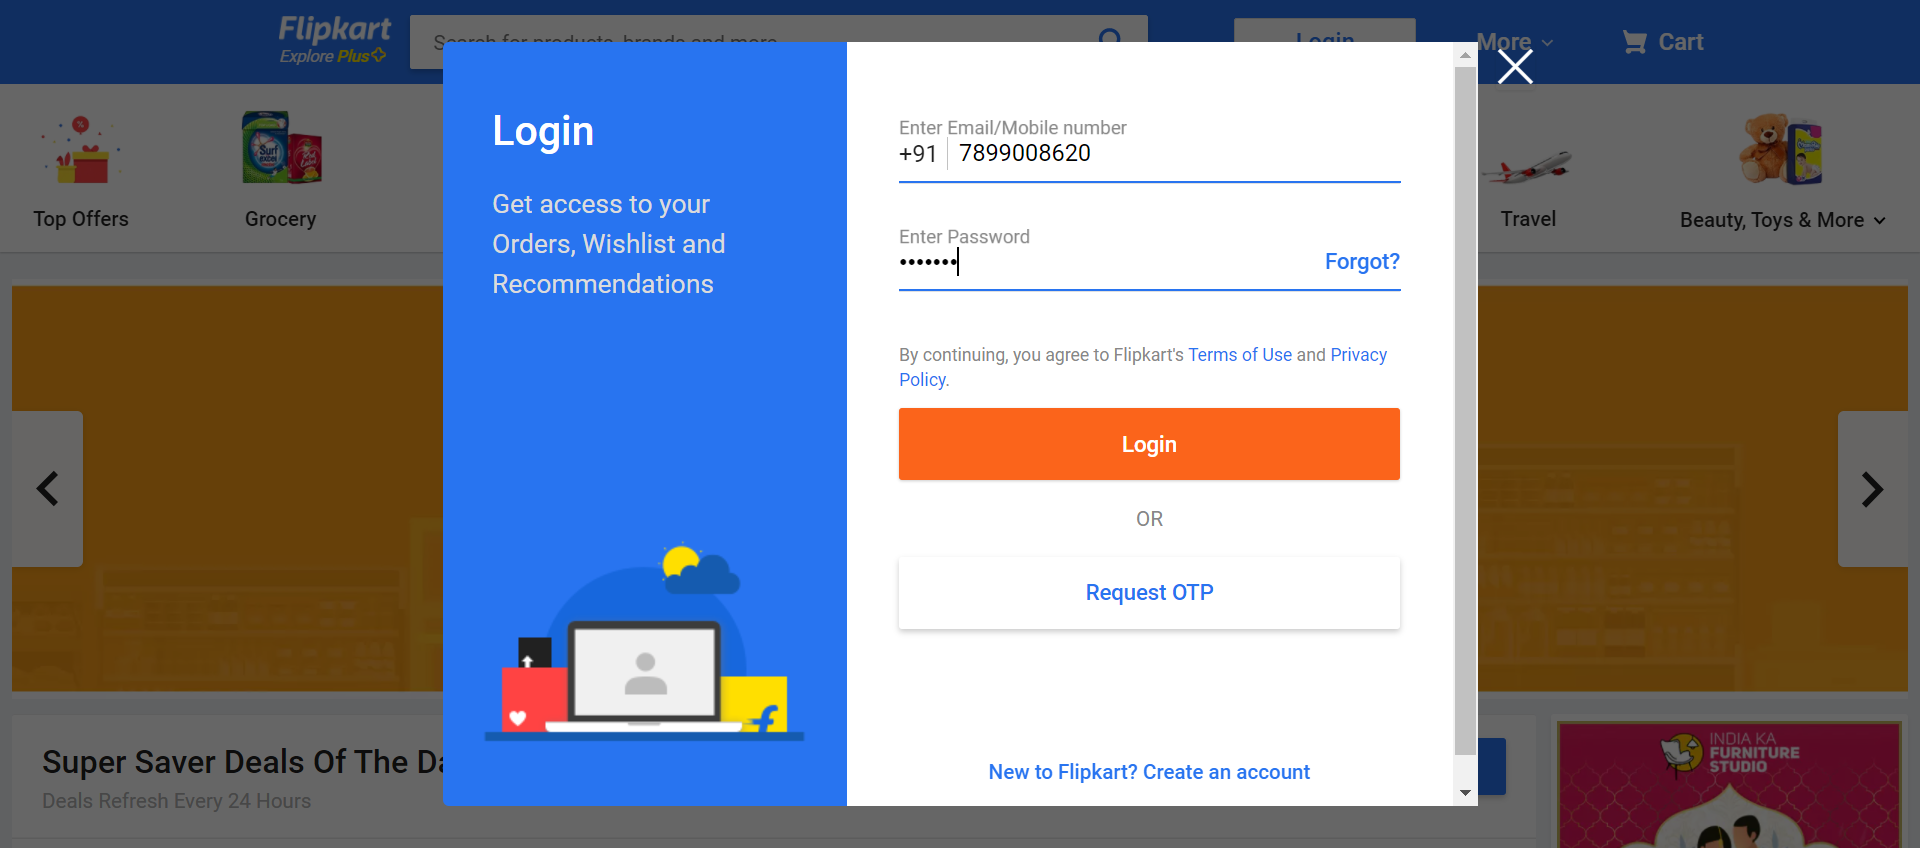 Flipkart
Explore Plus
Search for products, brands and more
Login
More
Cart
Top Offers
Grocery
Travel
Beauty, Toys & More
Login
Get access to your
Orders, Wishlist and
Recommendations
Enter Email/Mobile number
+91 7899008620
Enter Password
•••••••
Forgot?
By continuing, you agree to Flipkart's Terms of Use and Privacy
Policy.
Login
OR
Request OTP
New to Flipkart? Create an account
Super Saver Deals Of The
Deals Refresh Every 24 Hours
INDIA KA
FURNITURE
STUDIO